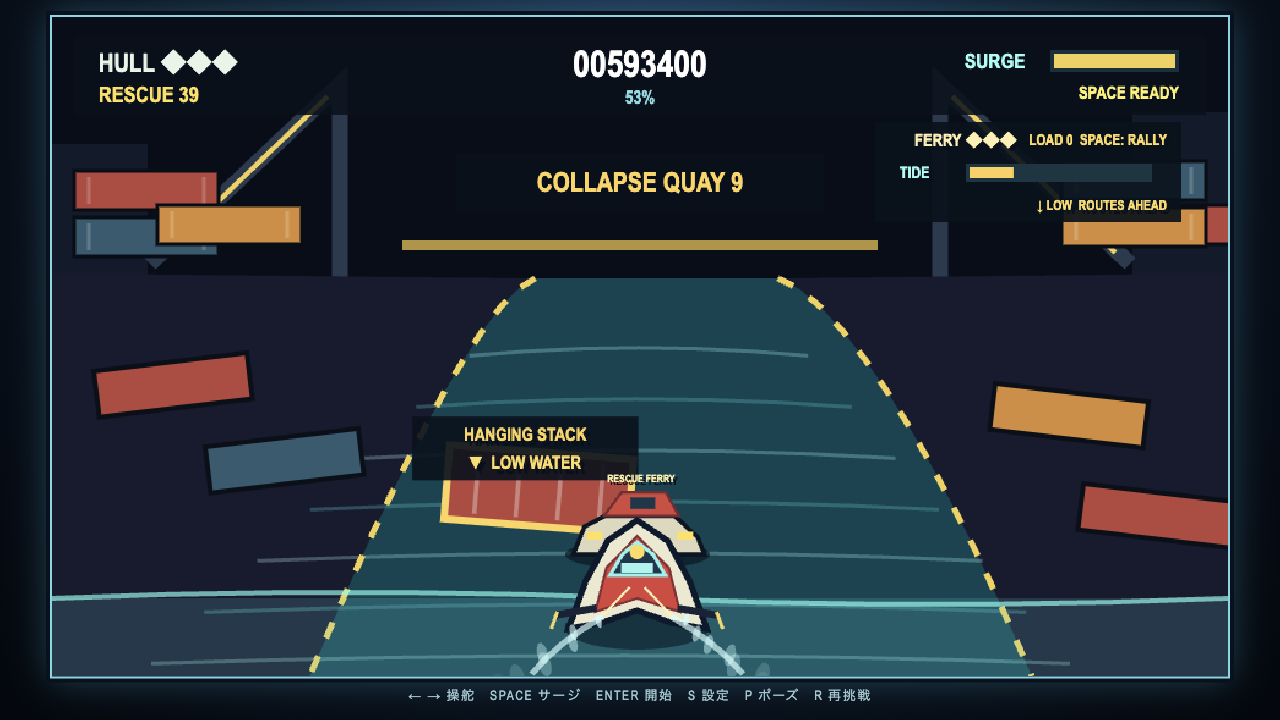 HULL
RESCUE 39
00593400
53%
SURGE
SPACE READY
FERRY LOAD 0 SPACE: RALLY
TIDE
↓ LOW ROUTES AHEAD
COLLAPSE QUAY 9
HANGING STACK
▼ LOW WATER
RESCUE FERRY
← → 操舵 SPACE サージ ENTER 開始 S 設定 P ポーズ R 再挑戦